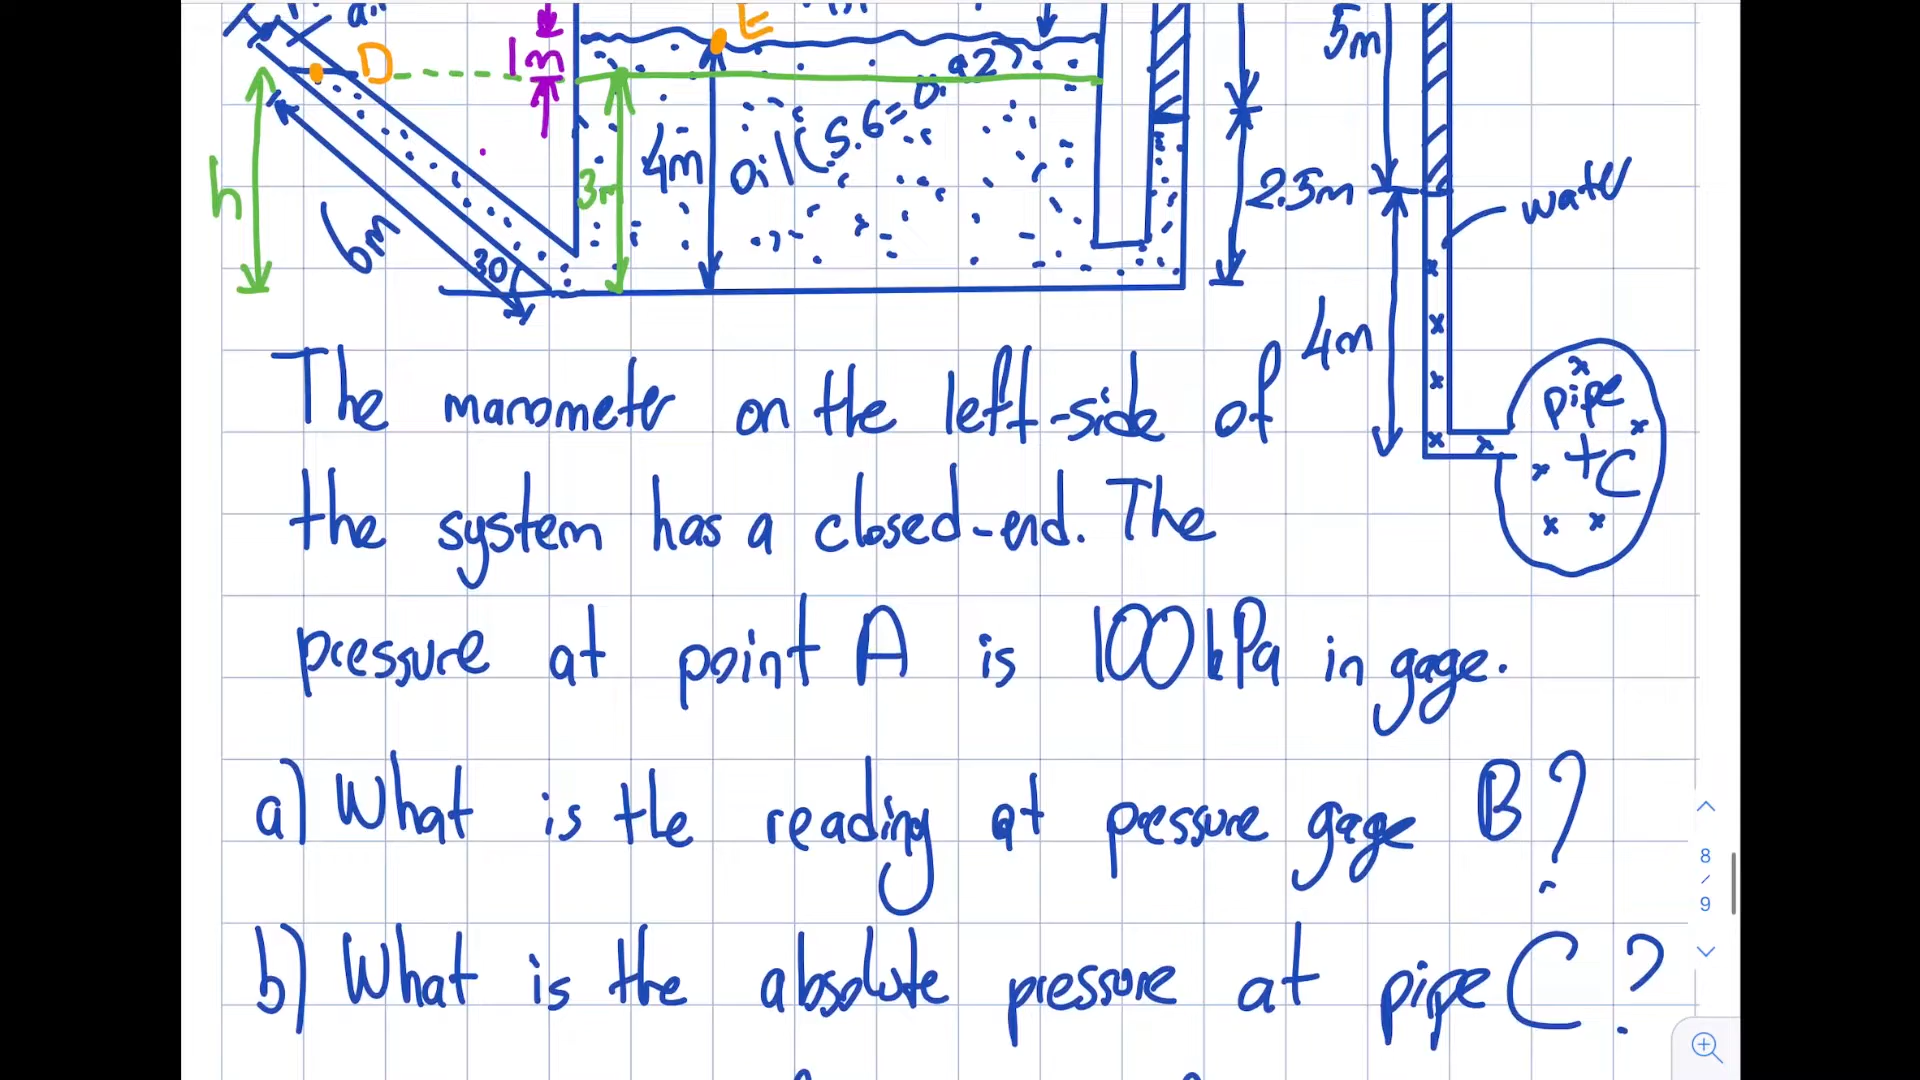 E
D
1m
5m
h
6m
30
3m
4m
oil (S.G=0.92)
2.5m
water
4m
pipe
C
The manometer on the left-side of
the system has a closed-end. The
pressure at point A is 100kPa in gage.
a) What is the reading at pressure gage B?
b) What is the absolute pressure at pipe C?
8
/
9